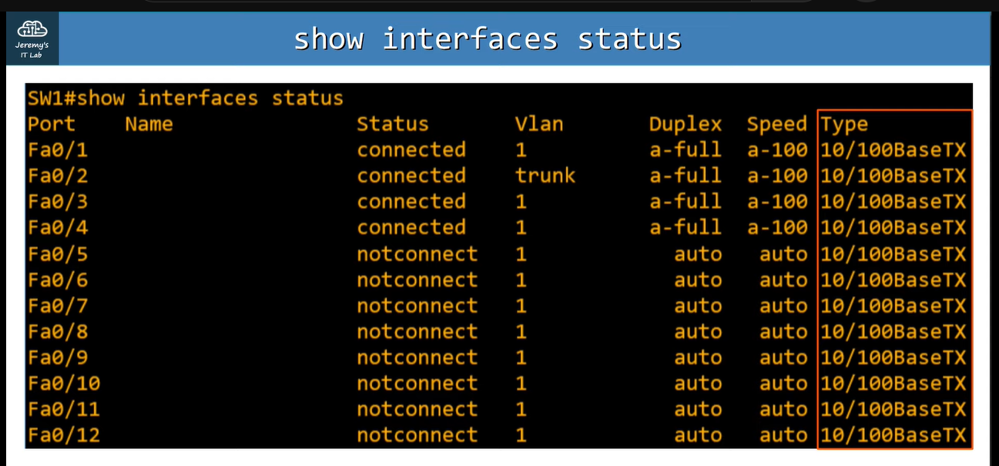 Jeremy's
IT Lab
show interfaces status
SW1#show interfaces status
Port Name Status Vlan Duplex Speed Type
Fa0/1 connected 1 a-full a-100 10/100BaseTX
Fa0/2 connected trunk a-full a-100 10/100BaseTX
Fa0/3 connected 1 a-full a-100 10/100BaseTX
Fa0/4 connected 1 a-full a-100 10/100BaseTX
Fa0/5 notconnect 1 auto auto 10/100BaseTX
Fa0/6 notconnect 1 auto auto 10/100BaseTX
Fa0/7 notconnect 1 auto auto 10/100BaseTX
Fa0/8 notconnect 1 auto auto 10/100BaseTX
Fa0/9 notconnect 1 auto auto 10/100BaseTX
Fa0/10 notconnect 1 auto auto 10/100BaseTX
Fa0/11 notconnect 1 auto auto 10/100BaseTX
Fa0/12 notconnect 1 auto auto 10/100BaseTX